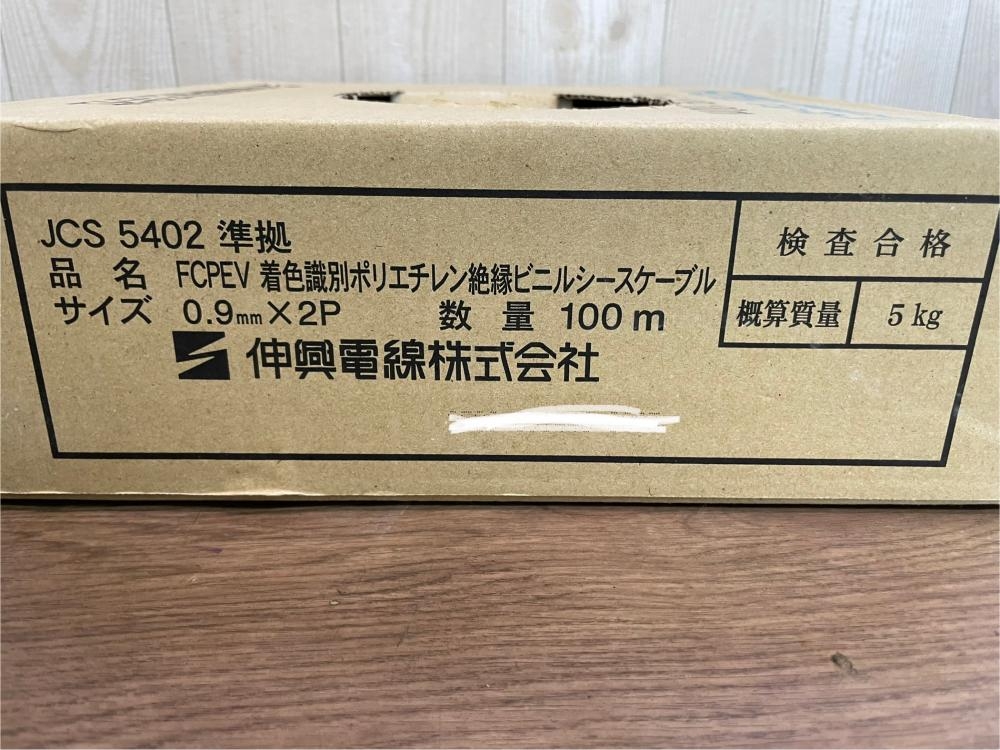 JCS 5402 準拠
品名 FCPEV 着色識別ポリエチレン絶縁ビニルシースケーブル
サイズ 0.9mm×2P 数量 100m
伸興電線株式会社
検査合格
概算質量 5kg